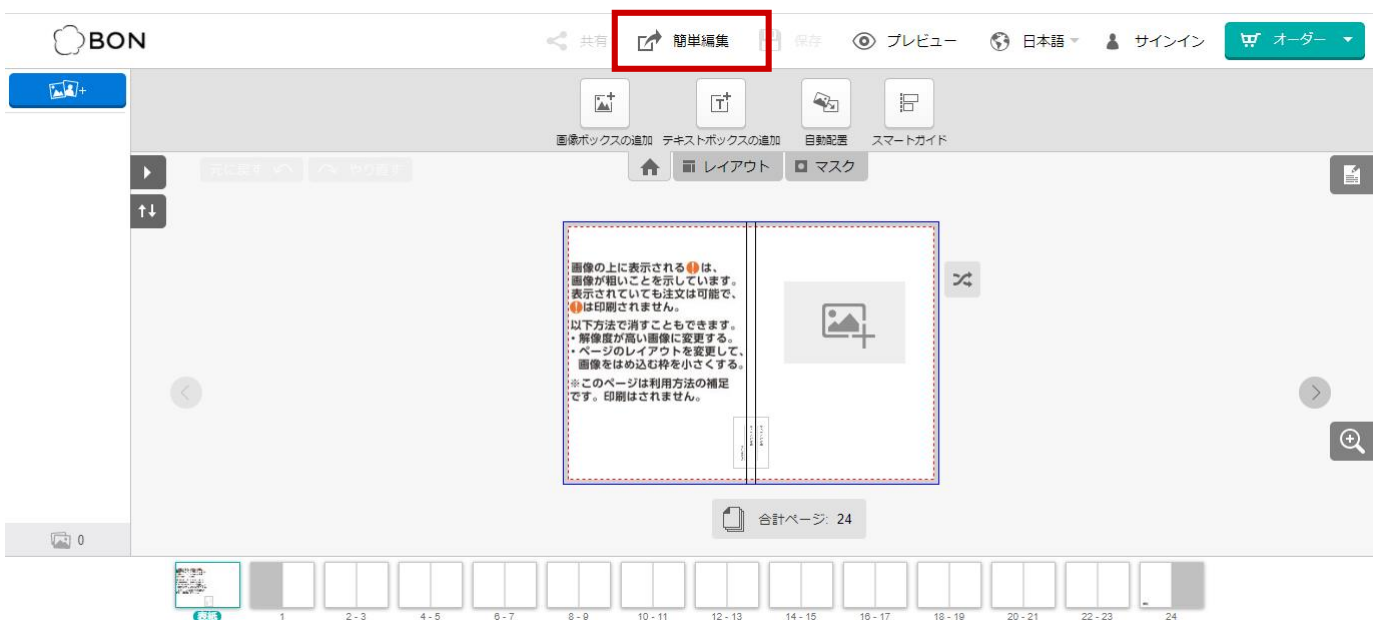 BON
共有
簡単編集
保存
プレビュー
日本語
サインイン
オーダー
+
画像ボックスの追加
テキストボックスの追加
自動配置
スマートガイド
元に戻す
やり直す
レイアウト
マスク
画像の上に表示される は、
画像が粗いことを示しています。
表示されていても注文は可能で、
は印刷されません。
以下方法で消すこともできます。
・解像度が高い画像に変更する。
・ページのレイアウトを変更して、
画像をはめ込む枠を小さくする。
※このページは利用方法の補足
です。印刷はされません。
合計ページ: 24
0
表紙
1
2 - 3
4 - 5
6 - 7
8 - 9
10 - 11
12 - 13
14 - 15
16 - 17
18 - 19
20 - 21
22 - 23
24